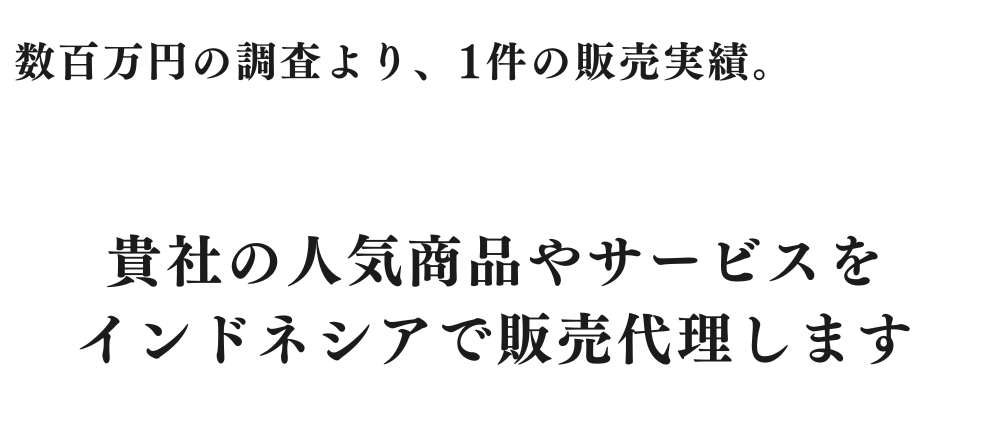 数百万円の調査より、1件の販売実績。
貴社の人気商品やサービスを
インドネシアで販売代理します